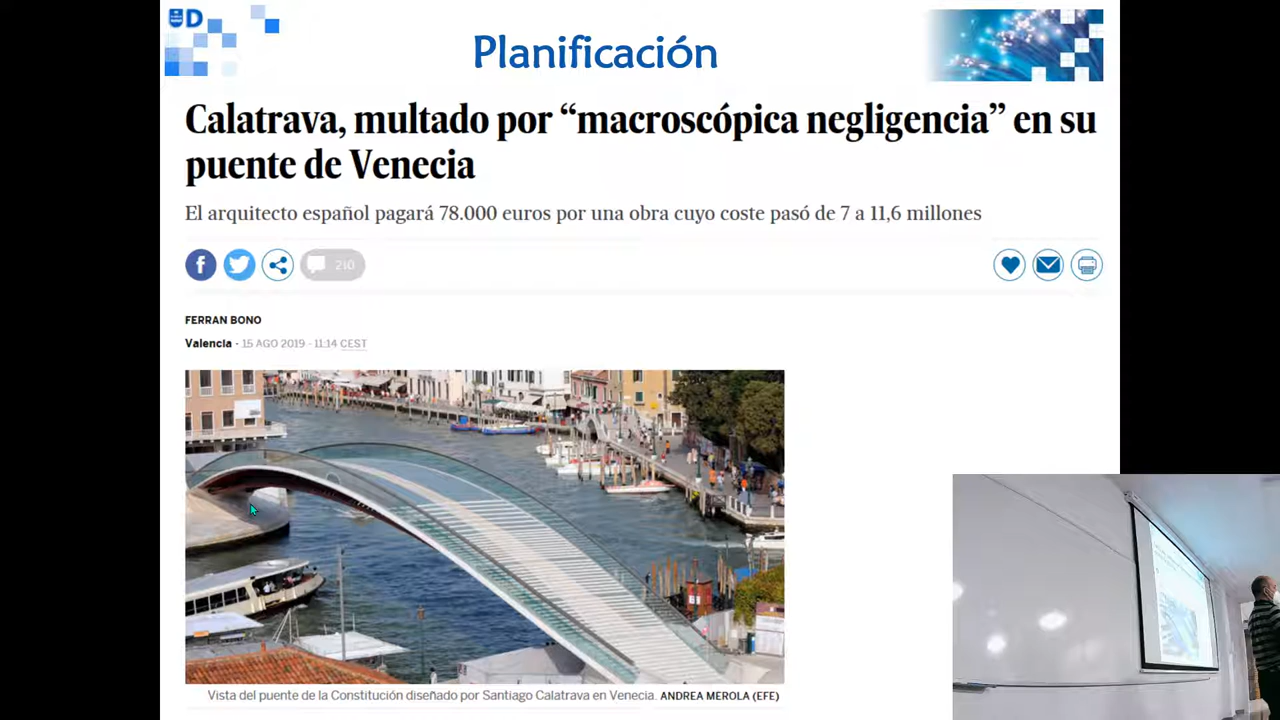 D
Planificación
Calatrava, multado por “macroscópica negligencia” en su
puente de Venecia
El arquitecto español pagará 78.000 euros por una obra cuyo coste pasó de 7 a 11,6 millones
f
210
FERRAN BONO
Valencia - 15 AGO 2019 - 11:14 CEST
Vista del puente de la Constitución diseñado por Santiago Calatrava en Venecia. ANDREA MEROLA (EFE)